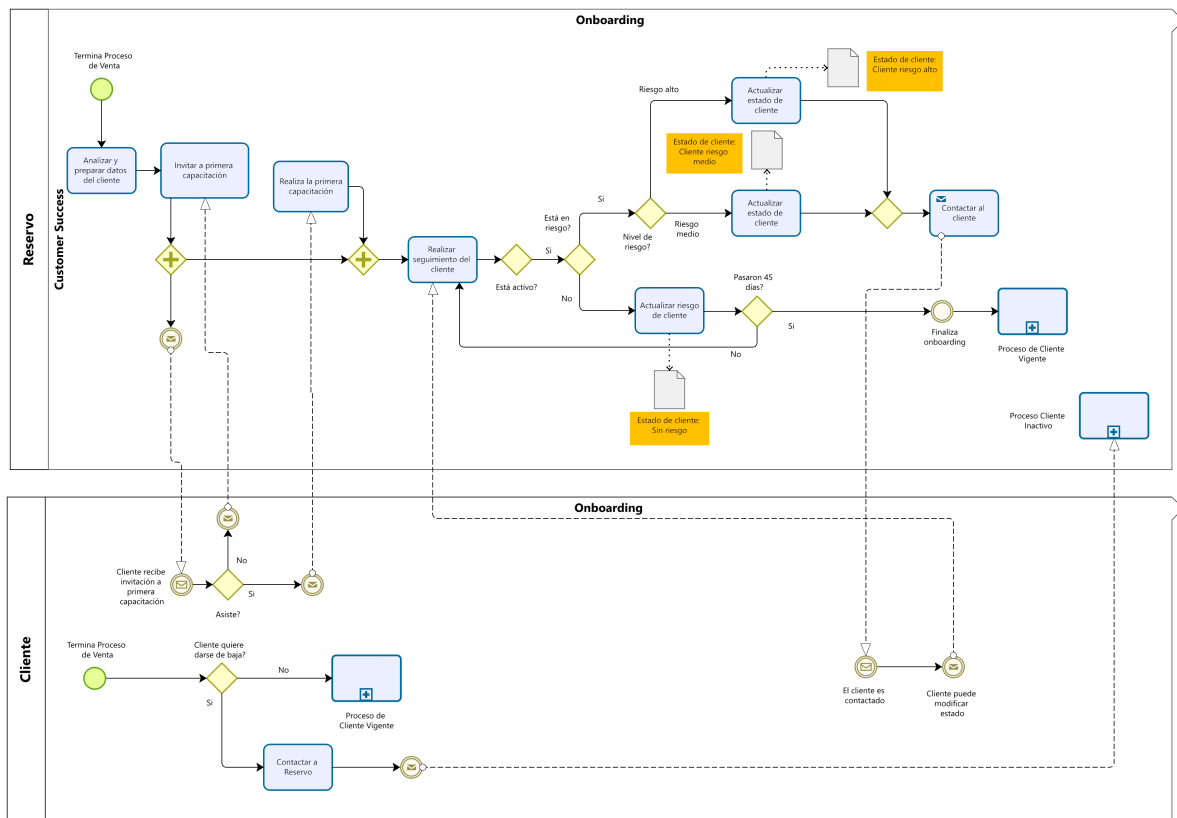 Onboarding
Reservo
Customer Success
Termina Proceso
de Venta
Analizar y
preparar datos
del cliente
Invitar a primera
capacitación
Realiza la primera
capacitación
Realizar
seguimiento del
cliente
Está activo?
Si
Está en
riesgo?
Si
No
Nivel de
riesgo?
Riesgo alto
Riesgo
medio
Actualizar
estado de
cliente
Estado de cliente:
Cliente riesgo alto
Estado de cliente:
Cliente riesgo
medio
Actualizar
estado de
cliente
Contactar al
cliente
Actualizar riesgo
de cliente
Pasaron 45
días?
Si
No
Estado de cliente:
Sin riesgo
Finaliza
onboarding
Proceso de Cliente
Vigente
Proceso Cliente
Inactivo
Onboarding
Cliente
Cliente recibe
invitación a
primera
capacitación
No
Si
Asiste?
Termina Proceso
de Venta
Cliente quiere
darse de baja?
No
Si
Proceso de
Cliente Vigente
Contactar a
Reservo
El cliente es
contactado
Cliente puede
modificar
estado